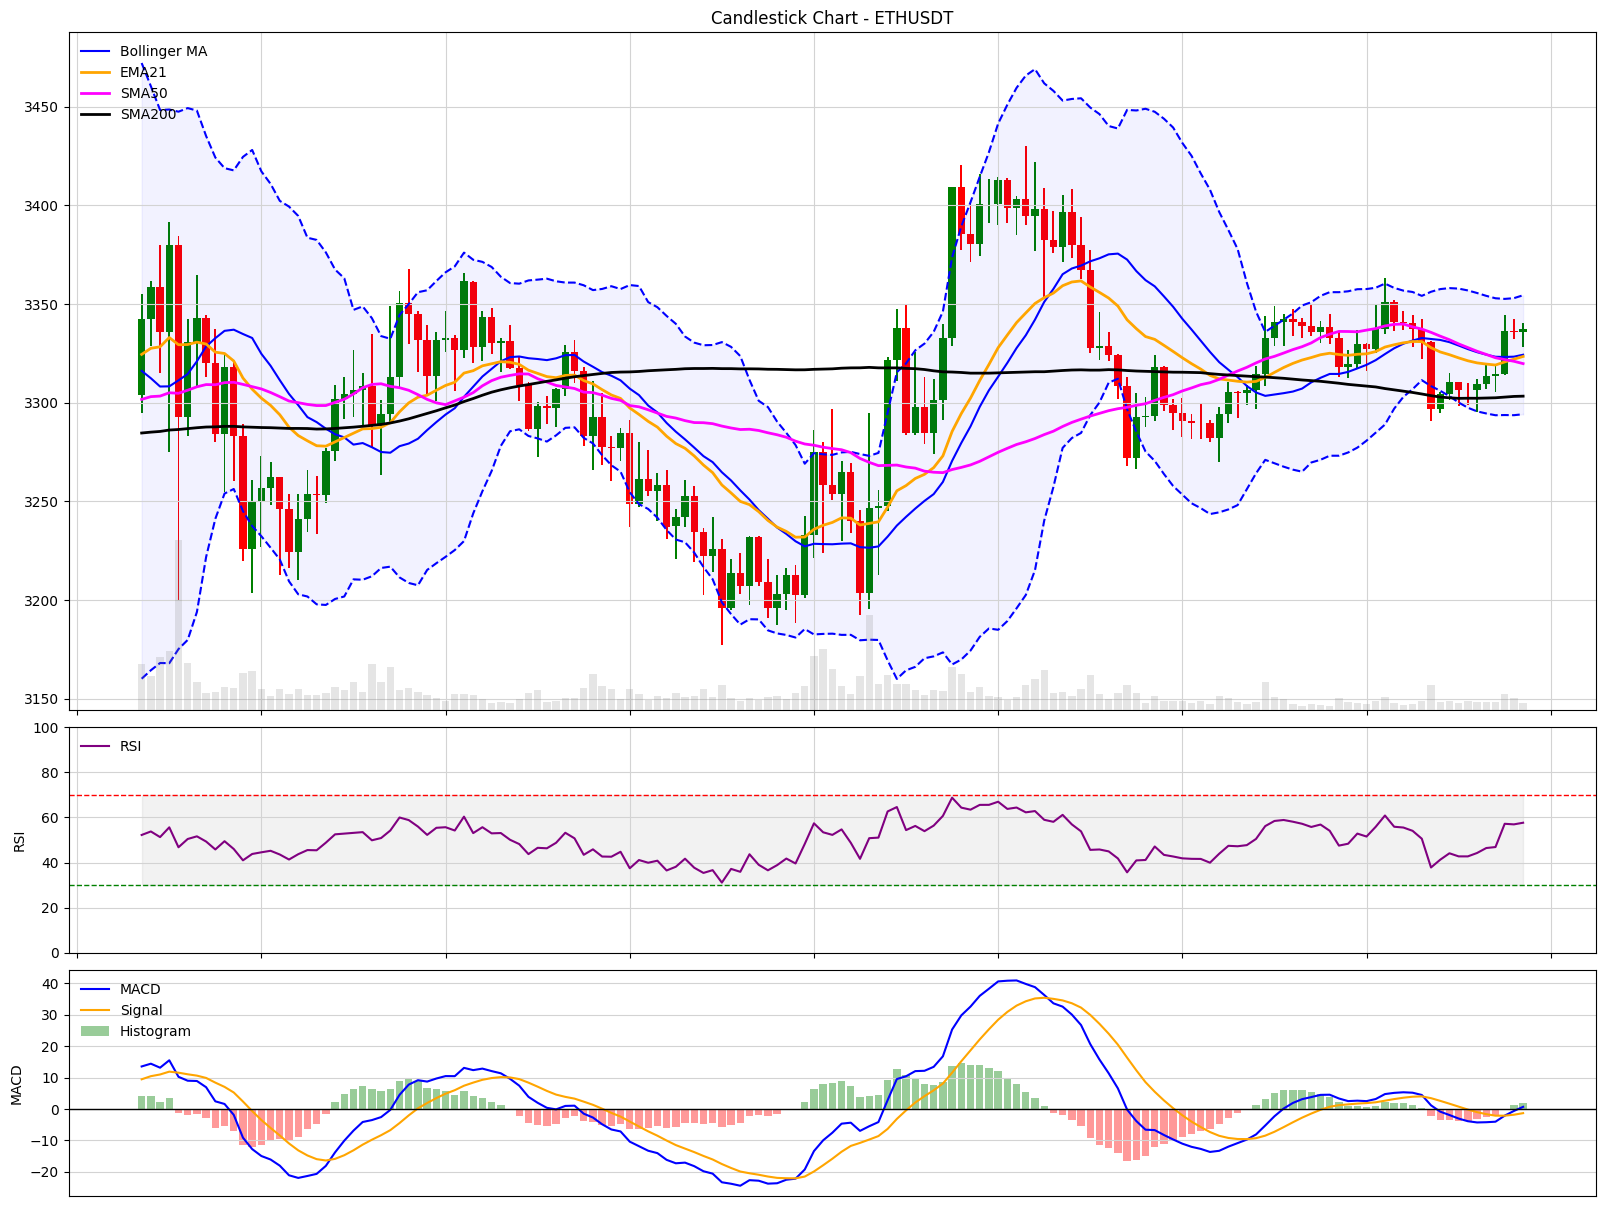 Candlestick Chart - ETHUSDT
Bollinger MA
EMA21
SMA50
SMA200
3450
3400
3350
3300
3250
3200
3150
RSI
100
80
60
40
20
0
RSI
MACD
Signal
Histogram
40
30
20
10
0
−10
−20
MACD